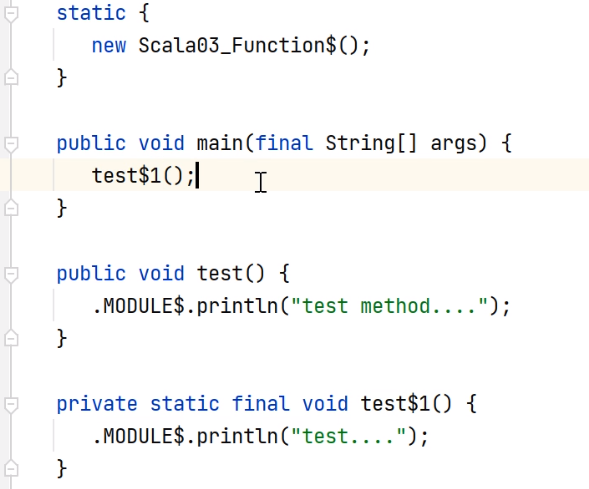 static {
new Scala03_Function$();
}
public void main(final String[] args) {
test$1();
}
public void test() {
.MODULE$.println("test method....");
}
private static final void test$1() {
.MODULE$.println("test....");
}